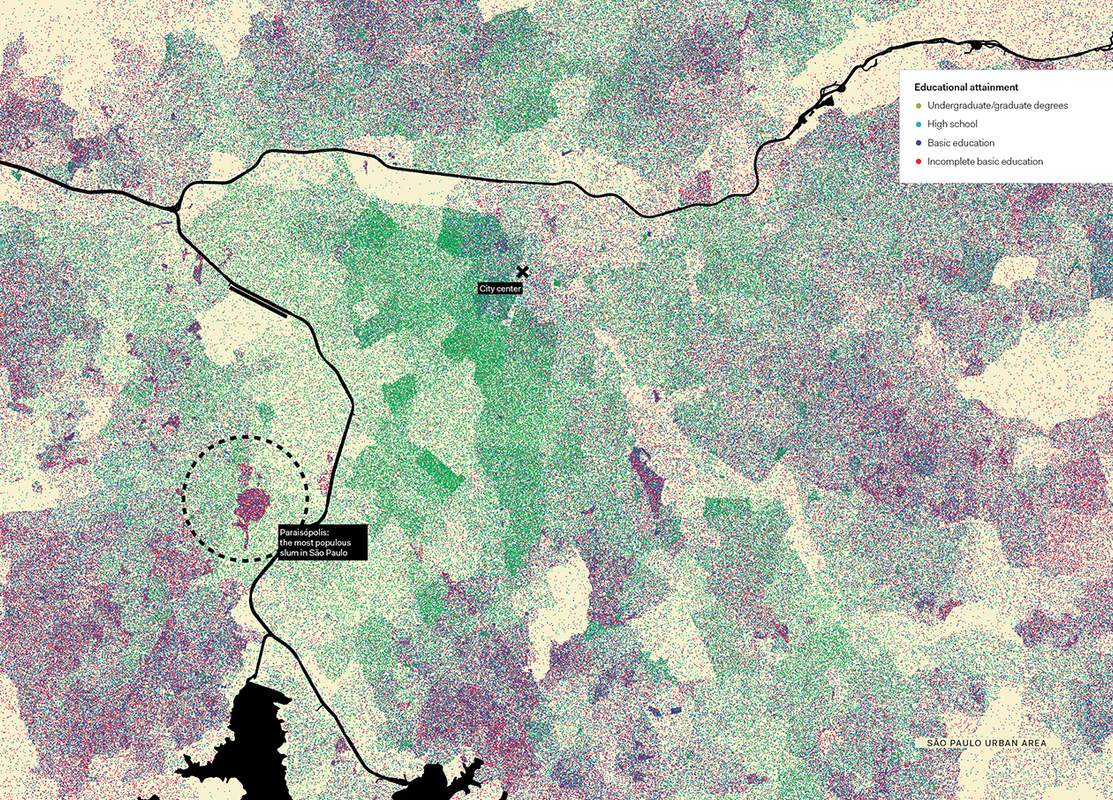 Educational attainment
Undergraduate/graduate degrees
High school
Basic education
Incomplete basic education
City center
Paraisópolis:
the most populous
slum in São Paulo
SÃO PAULO URBAN AREA